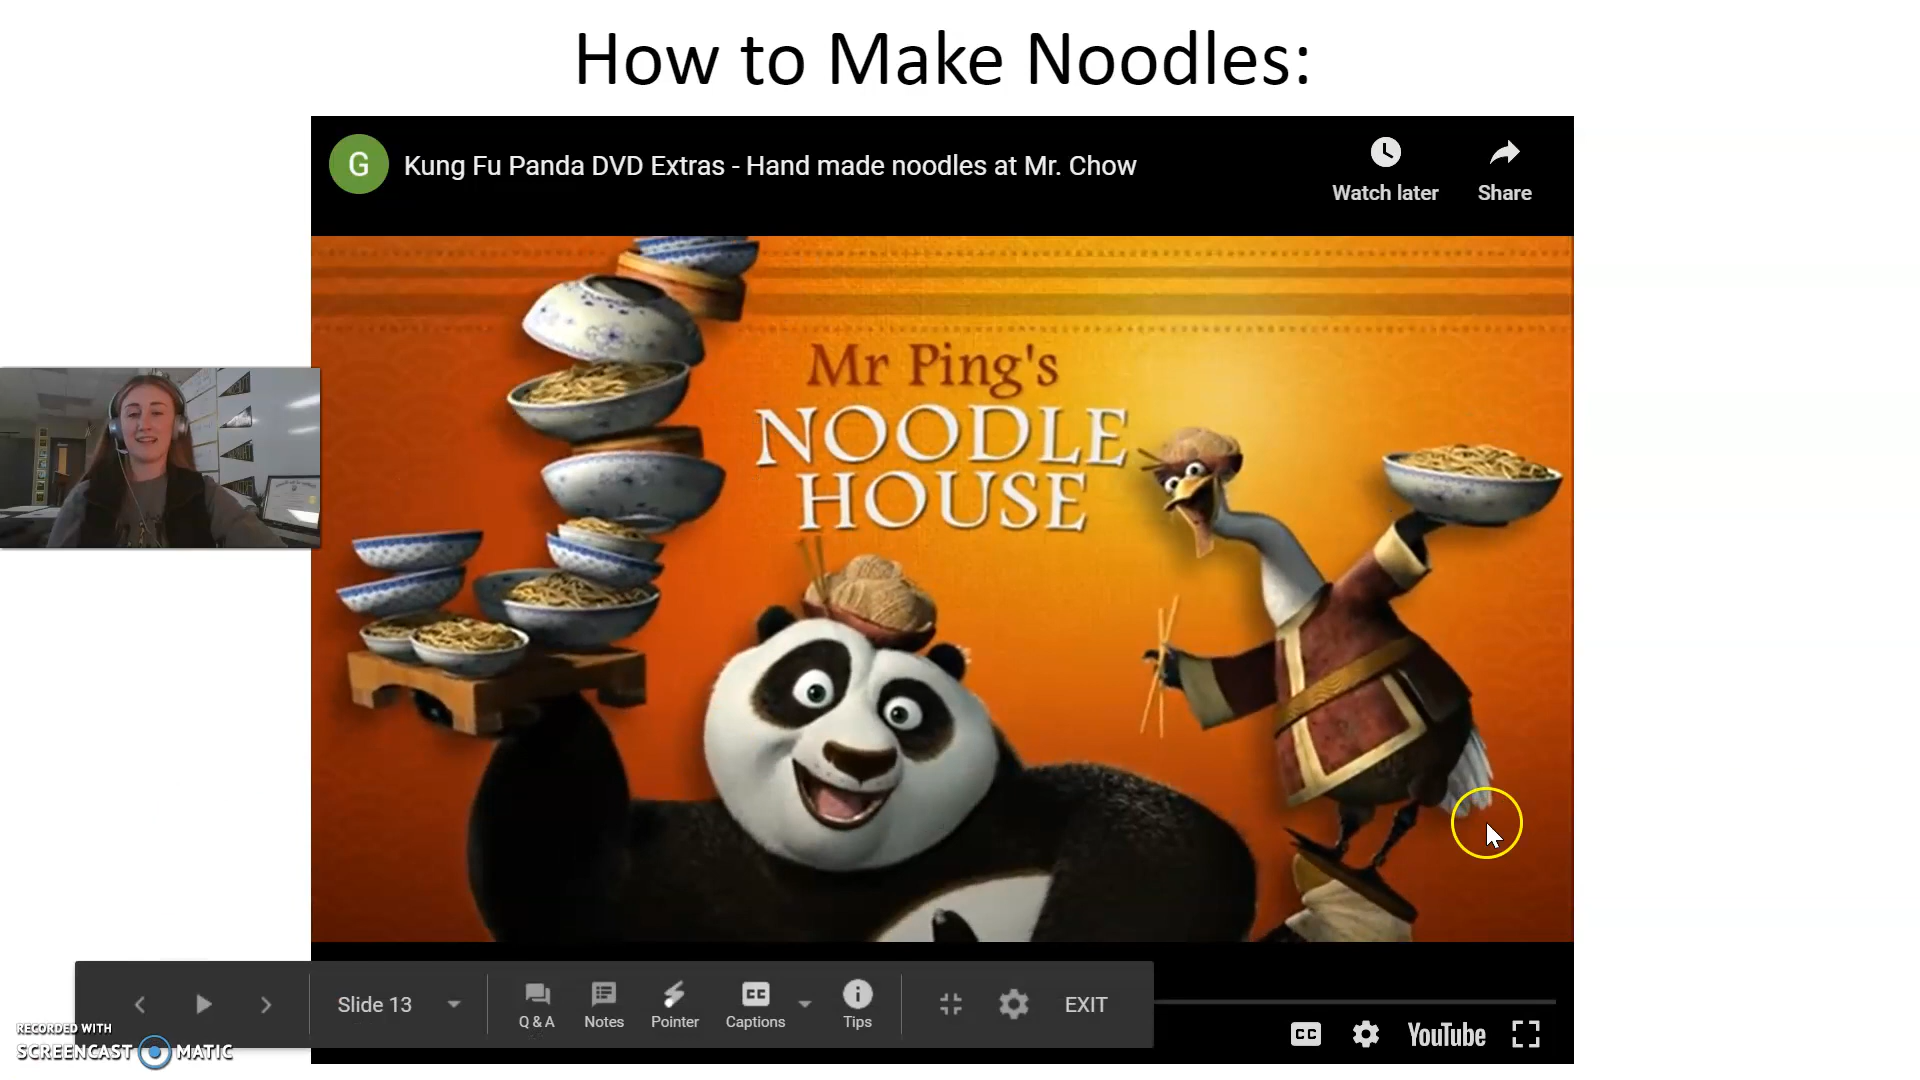 How to Make Noodles:
G
Kung Fu Panda DVD Extras - Hand made noodles at Mr. Chow
Watch later
Share
Mr Ping's
NOODLE
HOUSE
Slide 13
Q & A
Notes
CC
Pointer
Captions
Tips
EXIT
CC
YouTube
RECORDED WITH
SCREENCAST MATIC